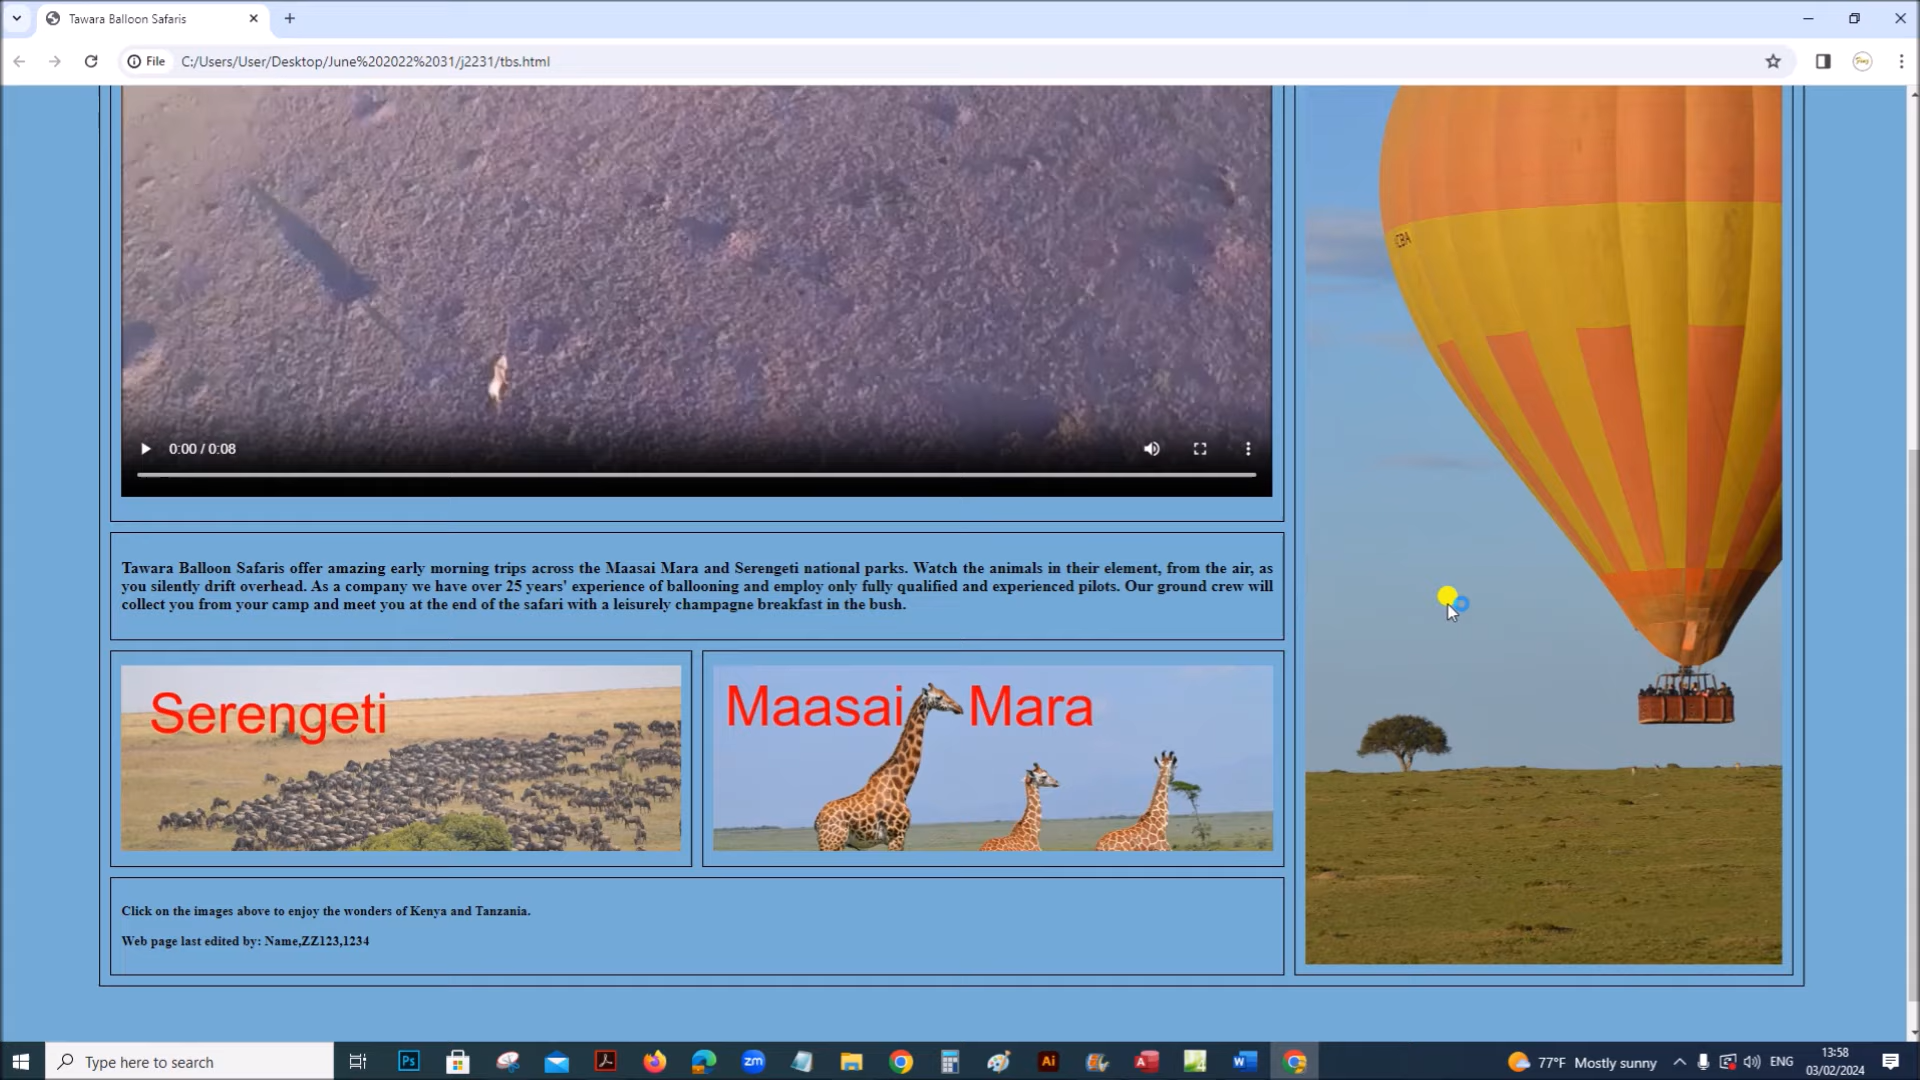 Tawara Balloon Safaris
File
C:/Users/User/Desktop/June%202022%2031/j2231/tbs.html
CBA
0:00 / 0:08
Tawara Balloon Safaris offer amazing early morning trips across the Maasai Mara and Serengeti national parks. Watch the animals in their element, from the air, as
you silently drift overhead. As a company we have over 25 years' experience of ballooning and employ only fully qualified and experienced pilots. Our ground crew will
collect you from your camp and meet you at the end of the safari with a leisurely champagne breakfast in the bush.
Serengeti
Maasai Mara
Click on the images above to enjoy the wonders of Kenya and Tanzania.
Web page last edited by: Name,ZZ123,1234
Type here to search
Ps
zm
Ai
A
4
W
77°F Mostly sunny
ENG
13:58
03/02/2024